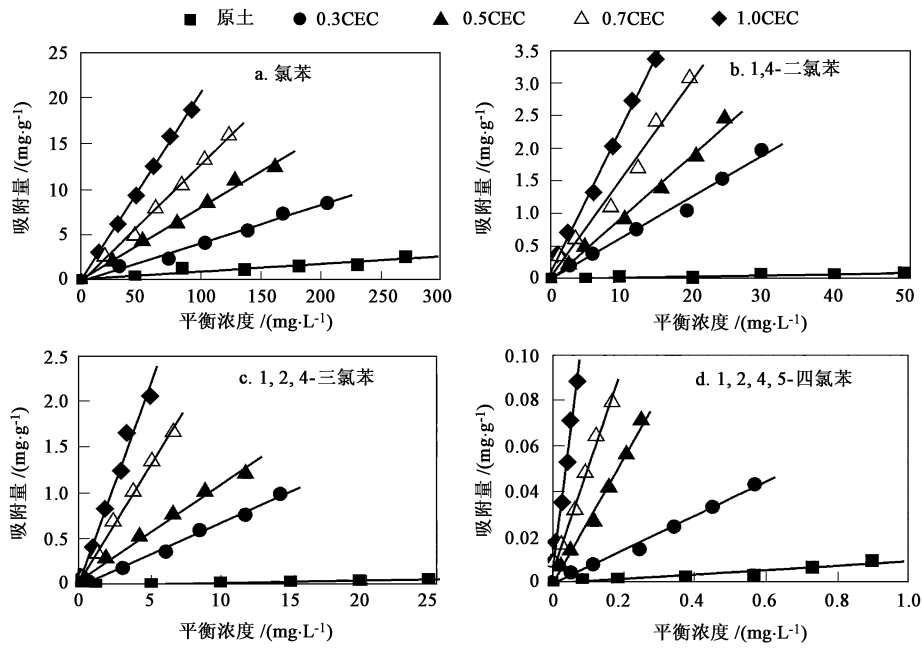 原土 0.3CEC 0.5CEC 0.7CEC 1.0CEC
a. 氯苯
吸附量 /(mg·g⁻¹)
25
20
15
10
5
0
0 50 100 150 200 250 300
平衡浓度 /(mg·L⁻¹)
b. 1,4-二氯苯
吸附量 /(mg·g⁻¹)
3.5
3.0
2.5
2.0
1.5
1.0
0.5
0
0 10 20 30 40 50
平衡浓度 /(mg·L⁻¹)
c. 1, 2, 4-三氯苯
吸附量 /(mg·g⁻¹)
2.5
2.0
1.5
1.0
0.5
0
0 5 10 15 20 25
平衡浓度 /(mg·L⁻¹)
d. 1, 2, 4, 5-四氯苯
吸附量 /(mg·g⁻¹)
0.10
0.08
0.06
0.04
0.02
0
0 0.2 0.4 0.6 0.8 1.0
平衡浓度 /(mg·L⁻¹)